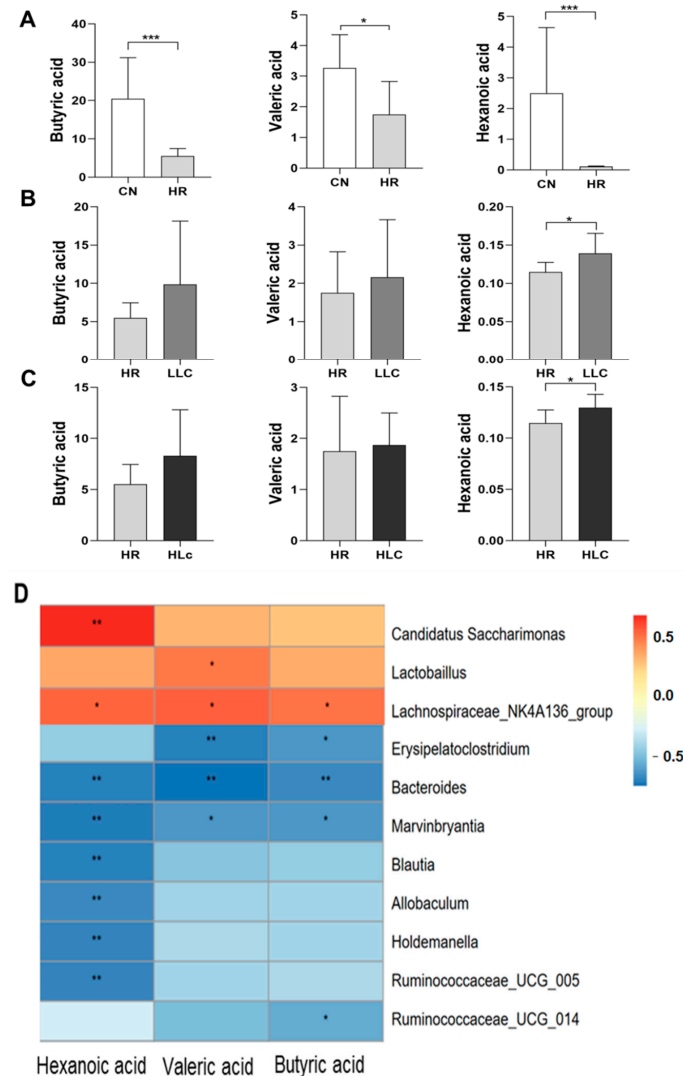 A
Butyric acid
40
30
20
10
0
***
CN HR
Valeric acid
5
4
3
2
1
0
*
CN HR
Hexanoic acid
5
4
3
2
1
0
***
CN HR
B
Butyric acid
20
15
10
5
0
HR LLC
Valeric acid
4
3
2
1
0
HR LLC
Hexanoic acid
0.20
0.15
0.10
0.05
0.00
*
HR LLC
C
Butyric acid
15
10
5
0
HR HLc
Valeric acid
3
2
1
0
HR HLC
Hexanoic acid
0.15
0.10
0.05
0.00
*
HR HLC
D
** Candidatus Saccharimonas
* Lactobaillus
* * * Lachnospiraceae_NK4A136_group
** * Erysipelatoclostridium
** ** ** Bacteroides
** * * Marvinbryantia
** Blautia
** Allobaculum
** Holdemanella
** Ruminococcaceae_UCG_005
* Ruminococcaceae_UCG_014
Hexanoic acid Valeric acid Butyric acid
0.5
0.0
- 0.5